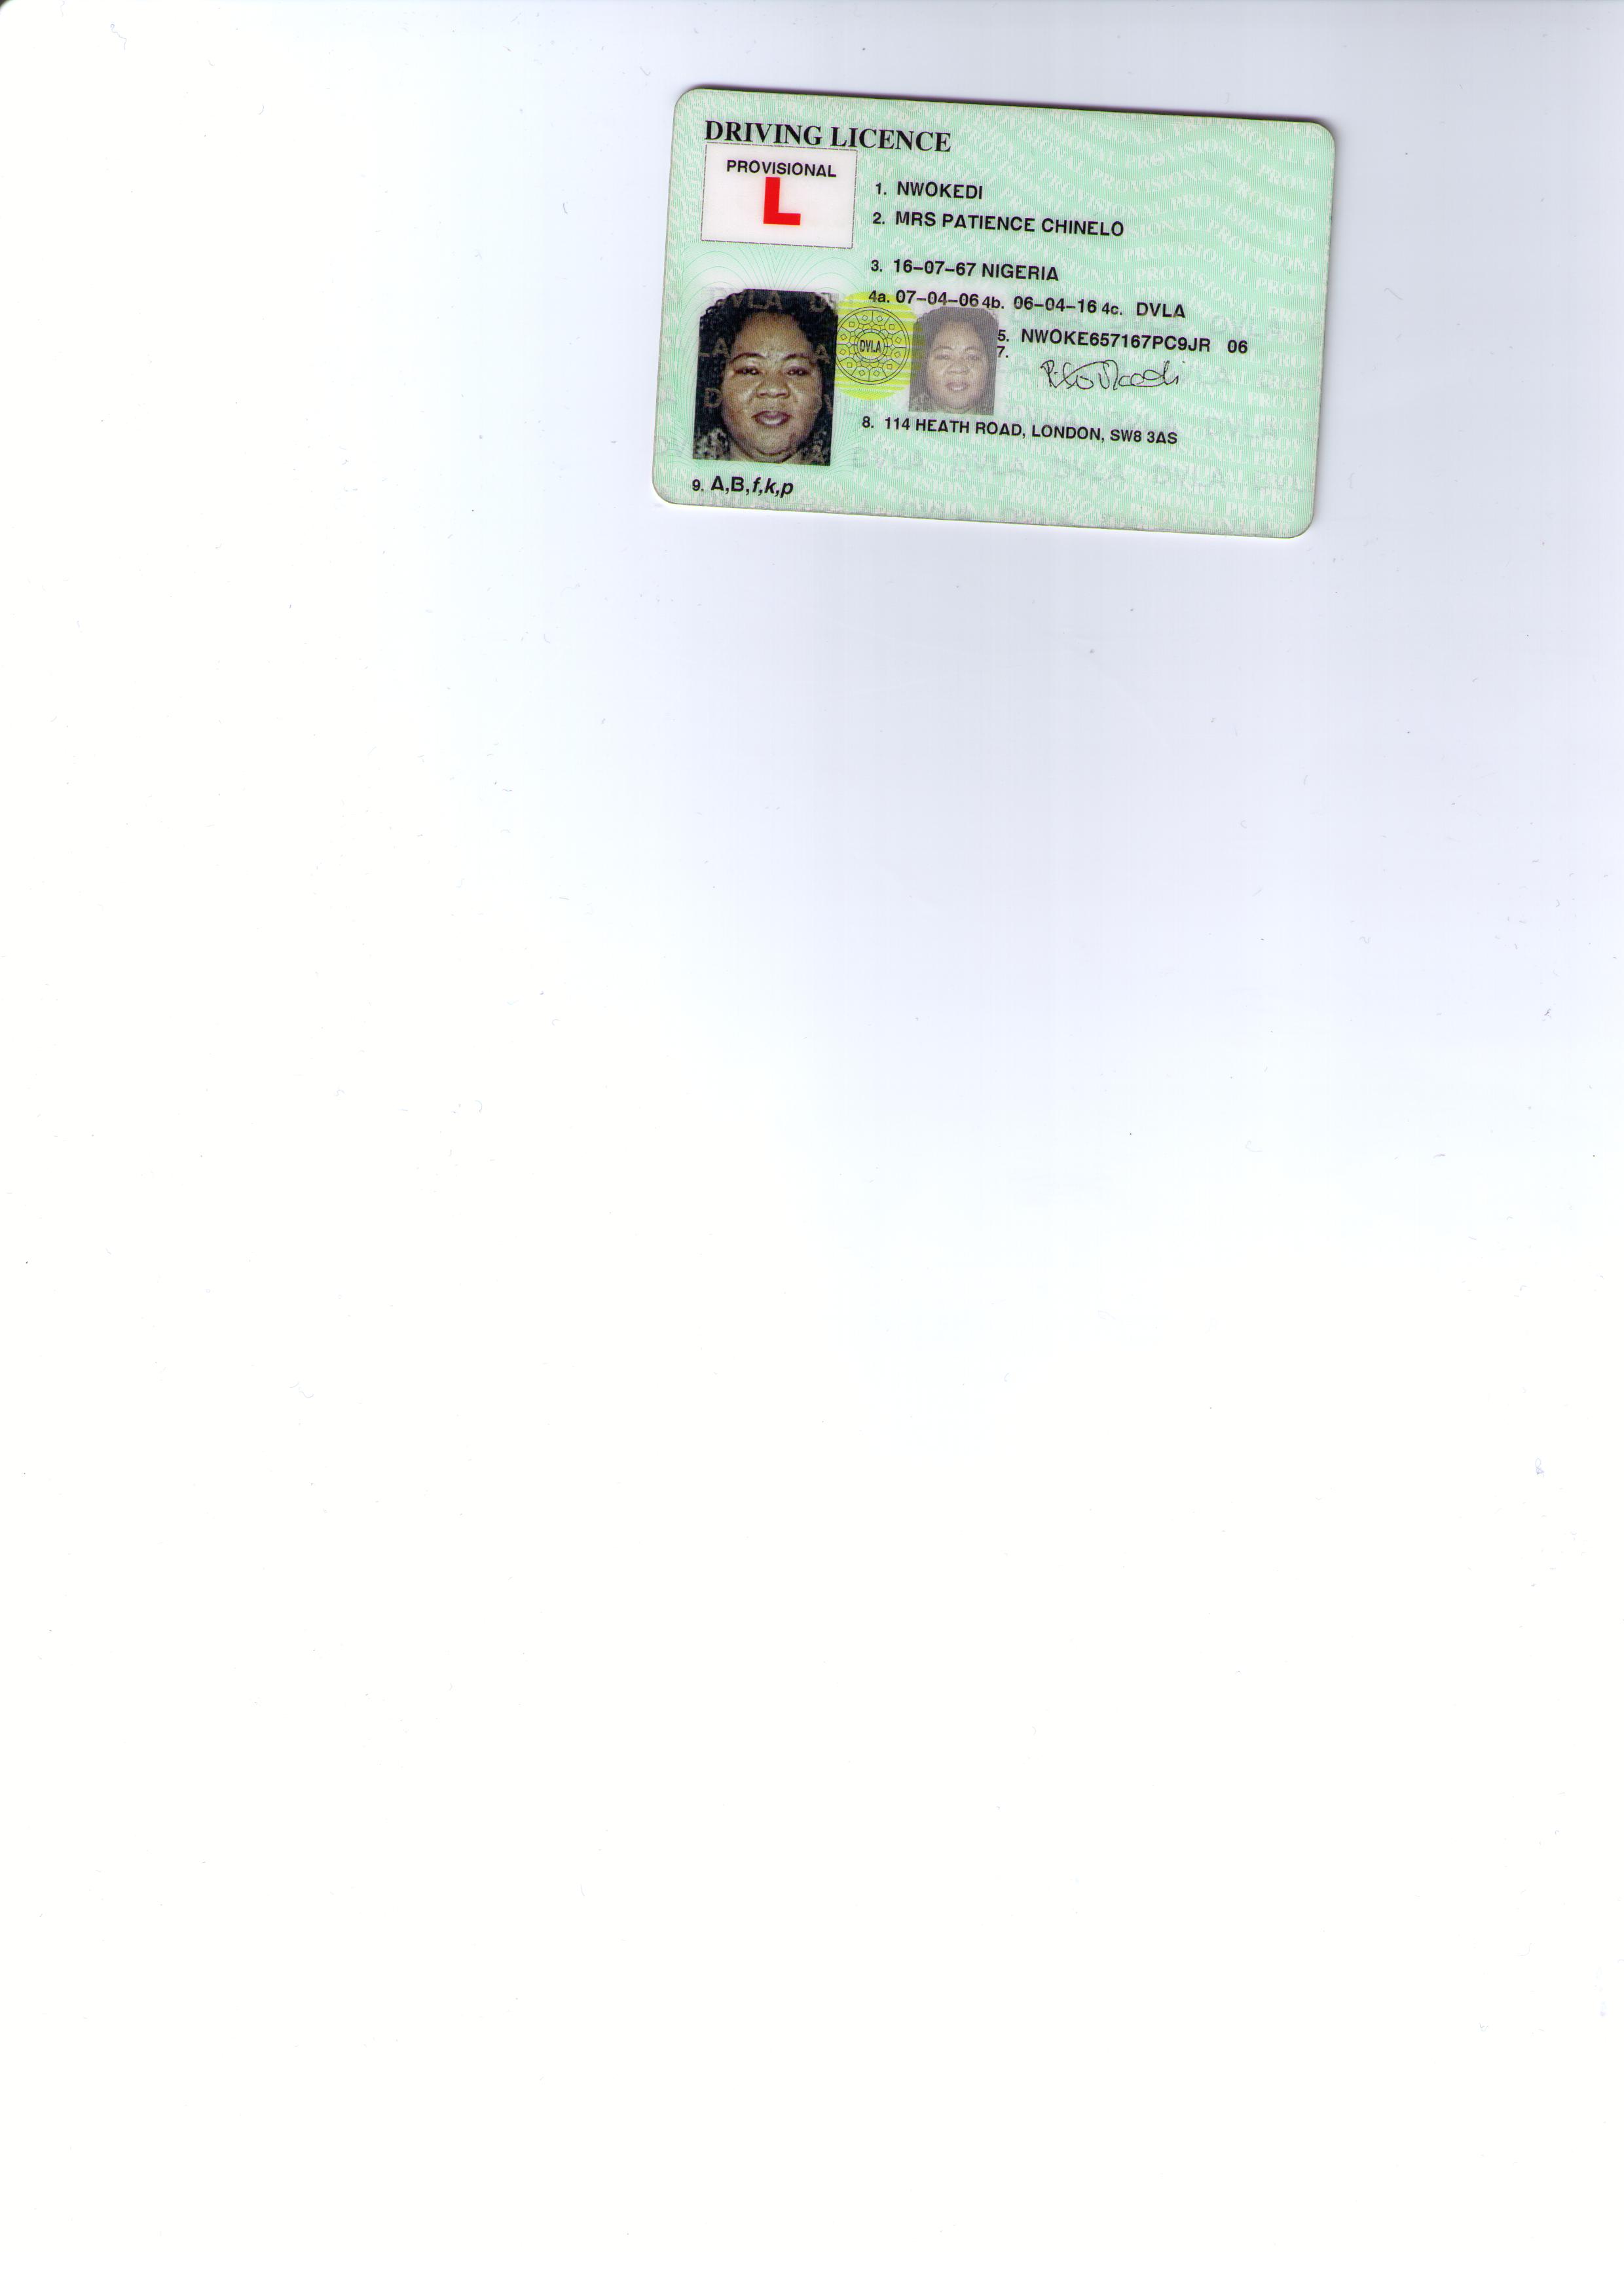 DRIVING LICENCE
PROVISIONAL
L
1. NWOKEDI
2. MRS PATIENCE CHINELO
3. 16-07-67 NIGERIA
4a. 07-04-06 4b. 06-04-16 4c. DVLA
DVLA
5. NWOKE657167PC9JR 06
7.
8. 114 HEATH ROAD, LONDON, SW8 3AS
9. A,B,f,k,p